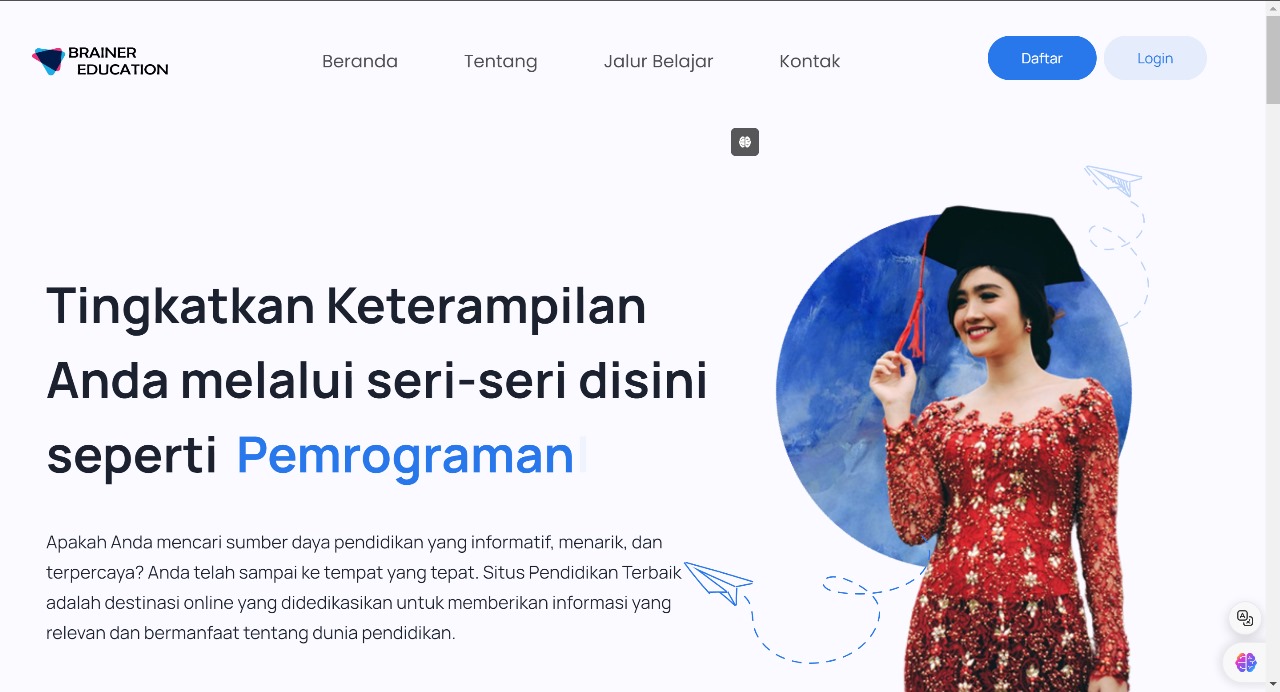 BRAINER
EDUCATION
Beranda
Tentang
Jalur Belajar
Kontak
Daftar
Login
Tingkatkan Keterampilan
Anda melalui seri-seri disini
seperti Pemrograman
Apakah Anda mencari sumber daya pendidikan yang informatif, menarik, dan
terpercaya? Anda telah sampai ke tempat yang tepat. Situs Pendidikan Terbaik
adalah destinasi online yang didedikasikan untuk memberikan informasi yang
relevan dan bermanfaat tentang dunia pendidikan.